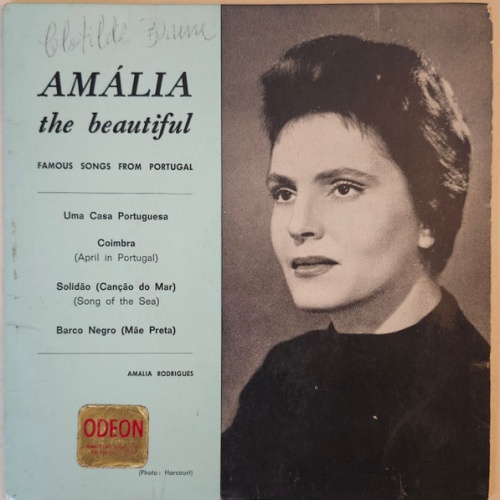 Clotilde
AMÁLIA
the beautiful
FAMOUS SONGS FROM PORTUGAL
Uma Casa Portuguesa
Coimbra
(April in Portugal)
Solidão (Canção do Mar)
(Song of the Sea)
Barco Negro (Mãe Preta)
AMALIA RODRIGUES
ODEON
(Photo: Harcourt)